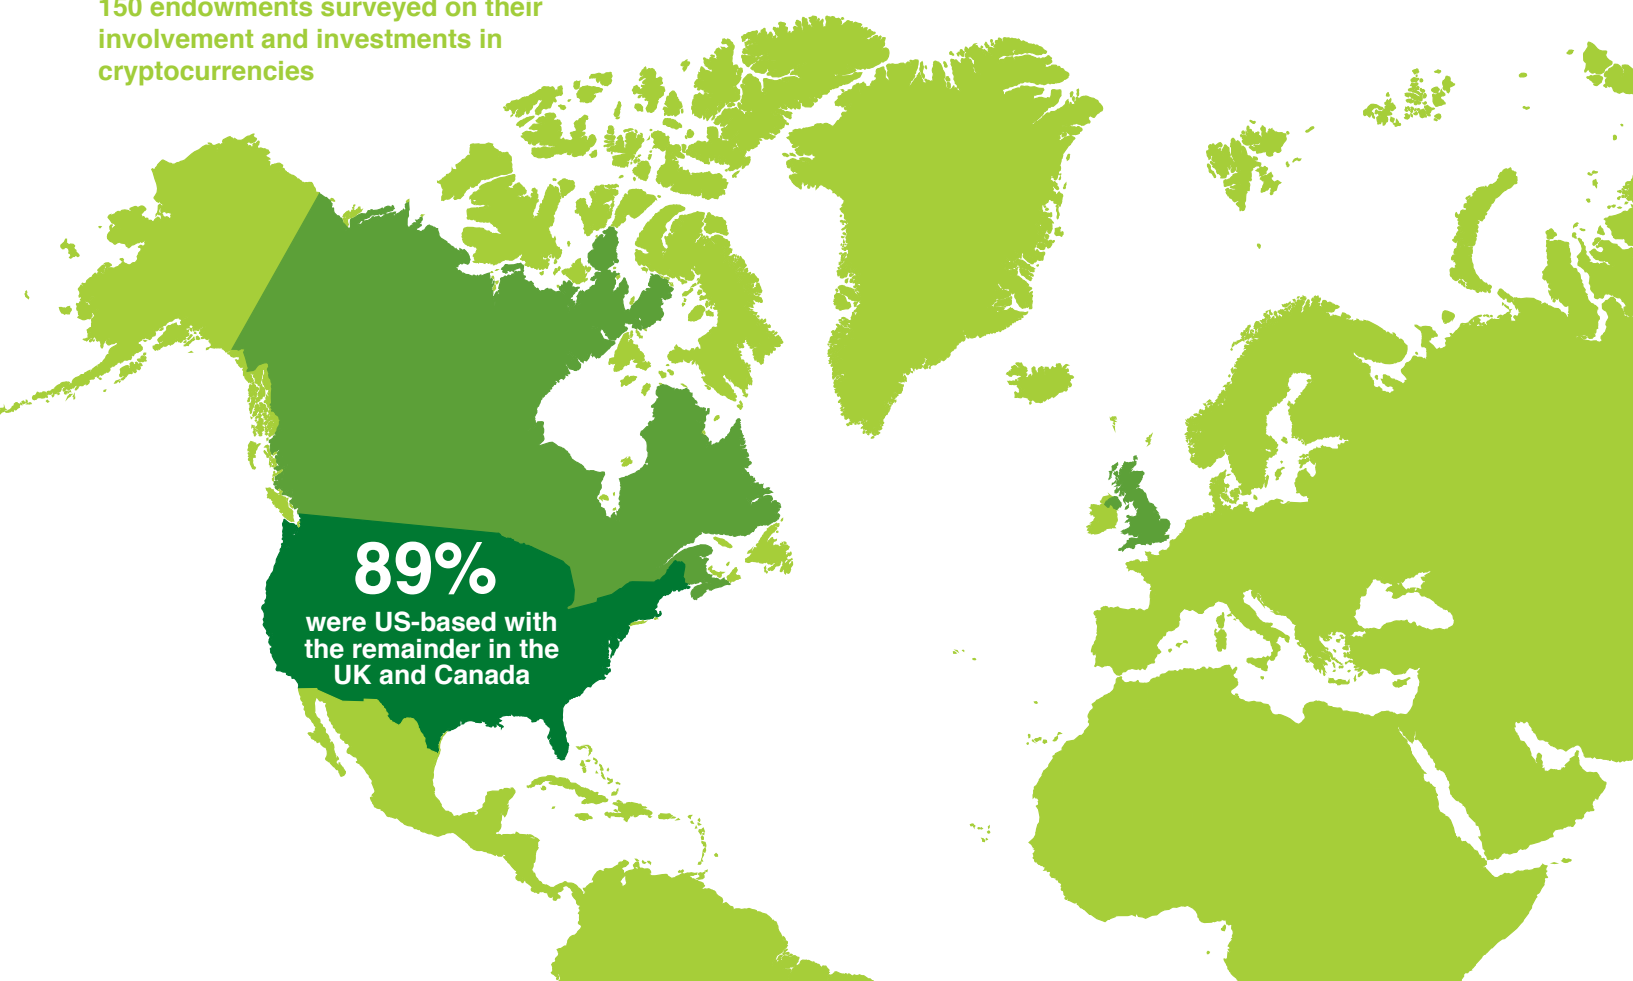 150 endowments surveyed on their
involvement and investments in
cryptocurrencies
89%
were US-based with
the remainder in the
UK and Canada